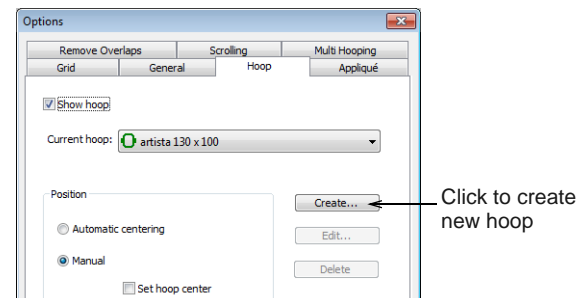 Options
Remove Overlaps Scrolling Multi Hooping
Grid General Hoop Appliqué
Show hoop
Current hoop: artista 130 x 100
Position
Create...
Click to create
new hoop
Automatic centering
Edit...
Manual
Delete
Set hoop center